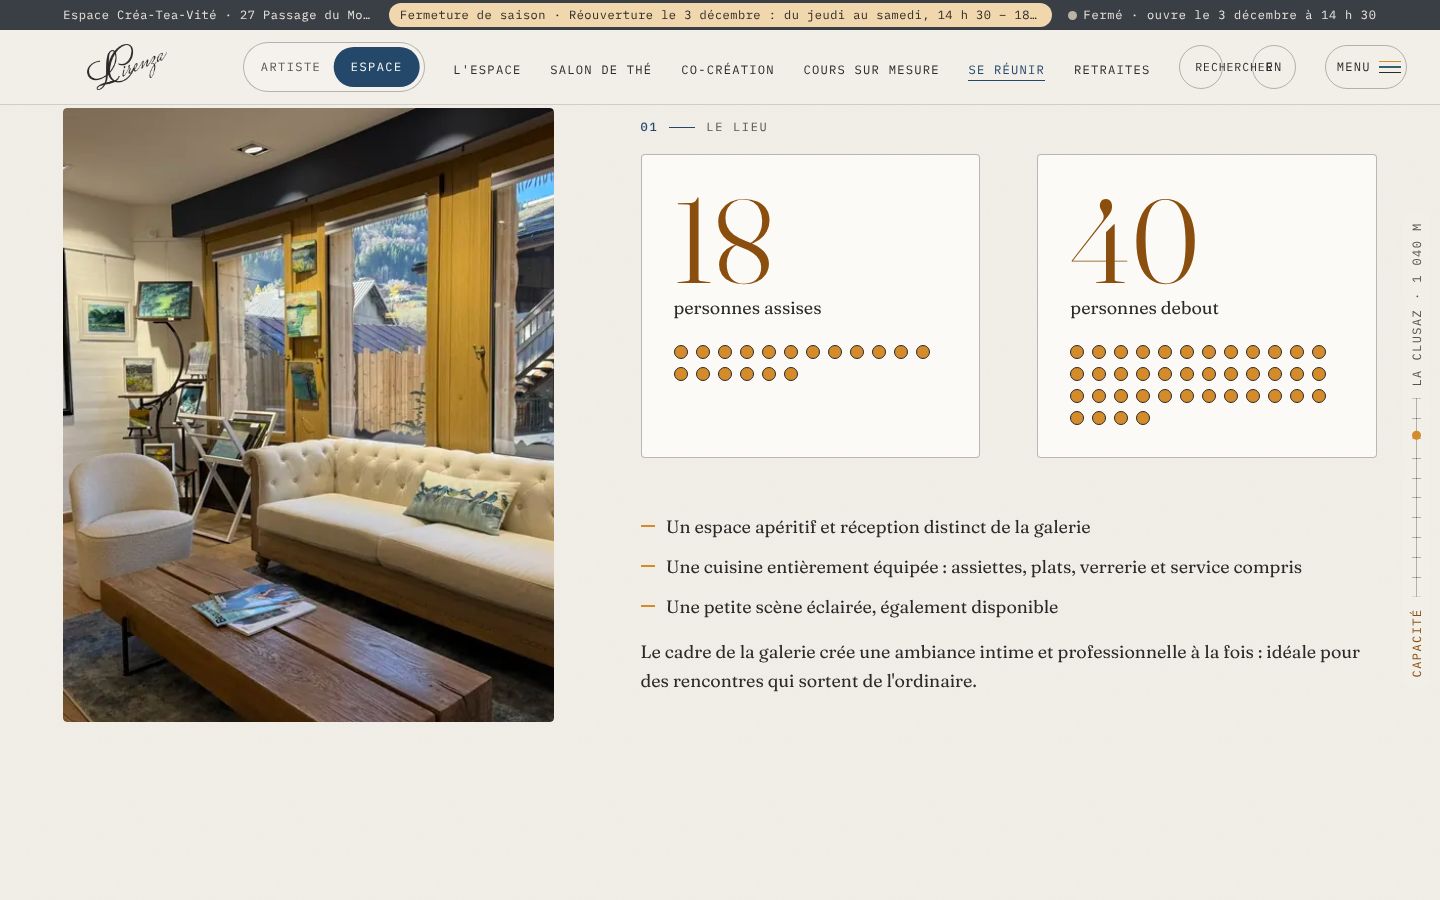 Espace Créa-Tea-Vité · 27 Passage du Mo…
Fermeture de saison · Réouverture le 3 décembre : du jeudi au samedi, 14 h 30 – 18…
Fermé · ouvre le 3 décembre à 14 h 30
Lirenza
ARTISTE
ESPACE
L'ESPACE
SALON DE THÉ
CO-CRÉATION
COURS SUR MESURE
SE RÉUNIR
RETRAITES
RECHERCHER
EN
MENU
01 LE LIEU
18
personnes assises
40
personnes debout
Un espace apéritif et réception distinct de la galerie
Une cuisine entièrement équipée : assiettes, plats, verrerie et service compris
Une petite scène éclairée, également disponible
Le cadre de la galerie crée une ambiance intime et professionnelle à la fois : idéale pour
des rencontres qui sortent de l'ordinaire.
LA CLUSAZ · 1 040 M
CAPACITÉ